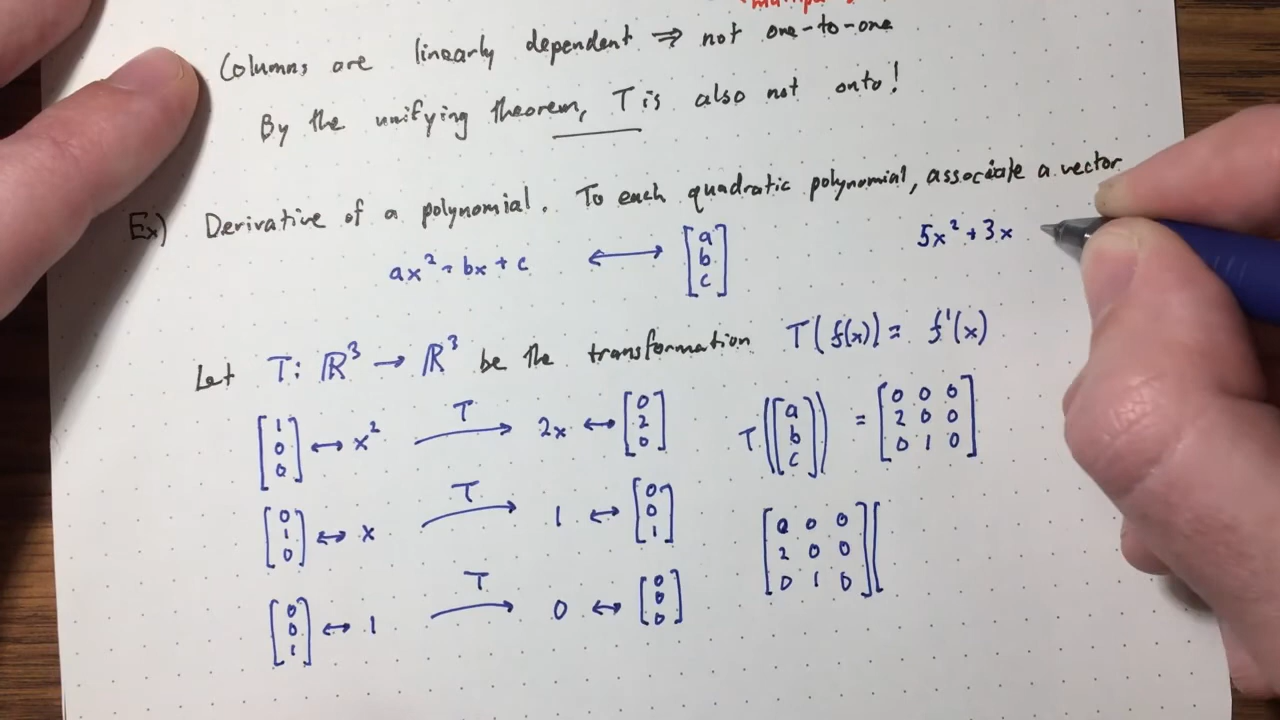 Columns are linearly dependent ⇒ not one-to-one
By the unifying theorem, T is also not onto!
Ex) Derivative of a polynomial. To each quadratic polynomial, associate a vector
ax² + bx + c ⟷ [a b c] 5x² + 3x
Let T: ℝ³ → ℝ³ be the transformation T(f(x)) = f'(x)
[1 0 0] ↔ x² T→ 2x ↔ [0 2 0] T([a b c]) = [0 0 0; 2 0 0; 0 1 0]
[0 1 0] ↔ x T→ 1 ↔ [0 0 1] [0 0 0; 2 0 0; 0 1 0] [
[0 0 1] ↔ 1 T→ 0 ↔ [0 0 0]